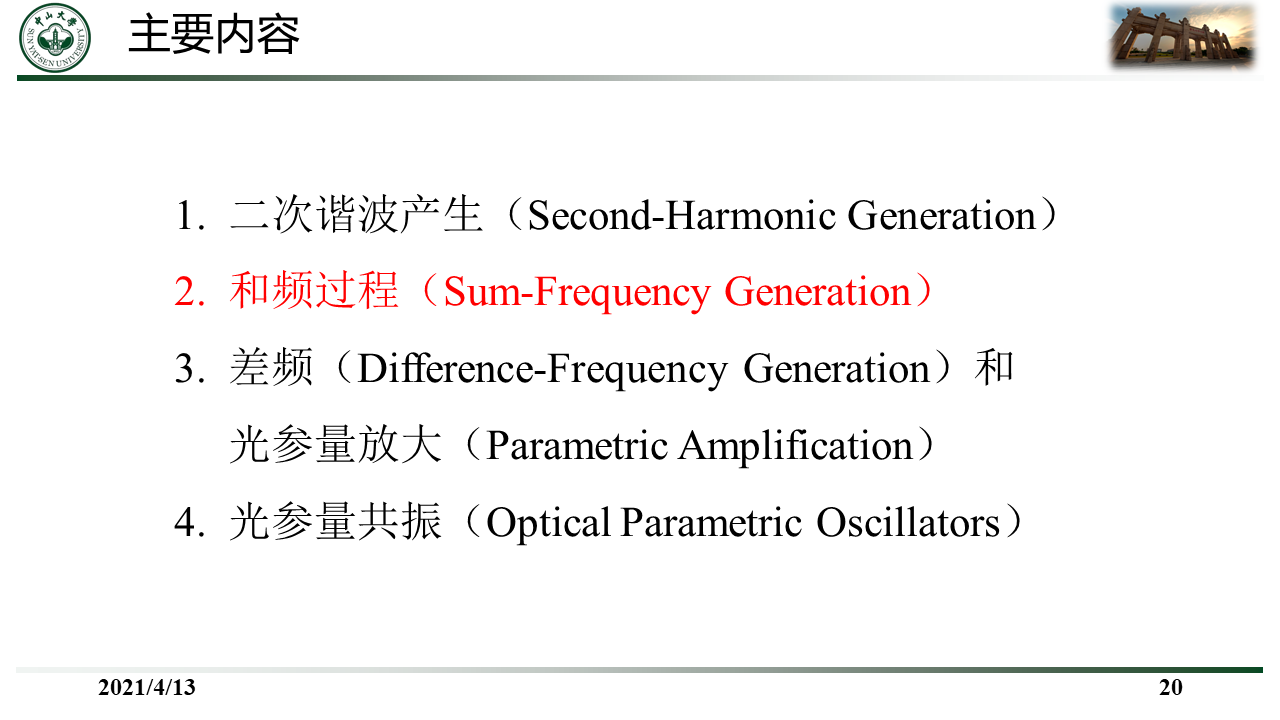 中山大学
SUN YAT-SEN UNIVERSITY
主要内容
1. 二次谐波产生（Second-Harmonic Generation）
2. 和频过程（Sum-Frequency Generation）
3. 差频（Difference-Frequency Generation）和
光参量放大（Parametric Amplification）
4. 光参量共振（Optical Parametric Oscillators）
2021/4/13
20